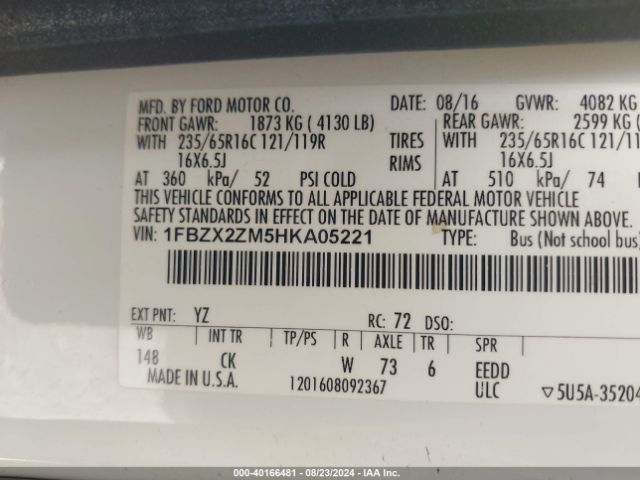 MFD. BY FORD MOTOR CO. DATE: 08/16 GVWR: 4082 KG
FRONT GAWR: 1873 KG ( 4130 LB) REAR GAWR: 2599 KG
WITH 235/65R16C 121/119R TIRES WITH 235/65R16C 121/119
16X6.5J RIMS 16X6.5J
AT 360 kPa/ 52 PSI COLD AT 510 kPa/ 74
THIS VEHICLE CONFORMS TO ALL APPLICABLE FEDERAL MOTOR VEHICLE
SAFETY STANDARDS IN EFFECT ON THE DATE OF MANUFACTURE SHOWN ABOVE.
VIN: 1FBZX2ZM5HKA05221 TYPE: Bus (Not school bus)
EXT PNT: YZ RC: 72 DSO:
WB INT TR TP/PS R AXLE TR SPR
148 CK W 73 6 EEDD
MADE IN U.S.A. 1201608092367 ULC ▽5U5A-35204
000-40166481 - 08/23/2024 - IAA Inc.